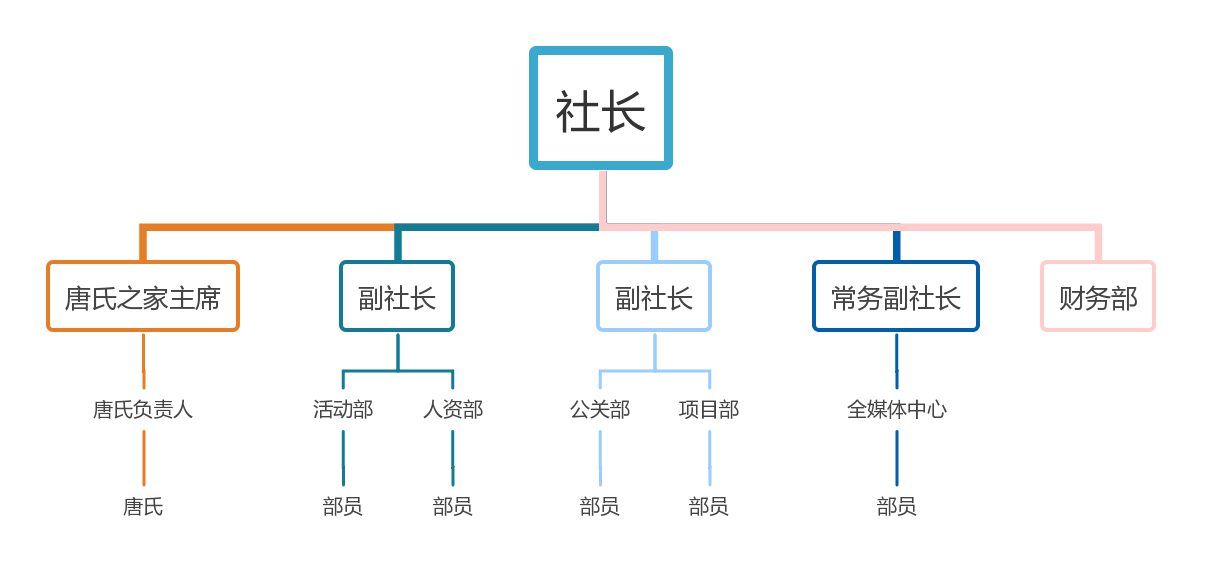 社长
唐氏之家主席
副社长
副社长
常务副社长
财务部
唐氏负责人
活动部
人资部
公关部
项目部
全媒体中心
唐氏
部员
部员
部员
部员
部员